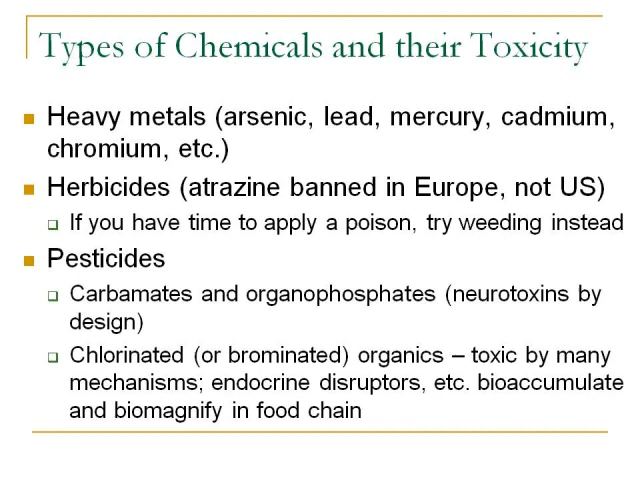 Types of Chemicals and their Toxicity
Heavy metals (arsenic, lead, mercury, cadmium,
chromium, etc.)
Herbicides (atrazine banned in Europe, not US)
If you have time to apply a poison, try weeding instead
Pesticides
Carbamates and organophosphates (neurotoxins by
design)
Chlorinated (or brominated) organics – toxic by many
mechanisms; endocrine disruptors, etc. bioaccumulate
and biomagnify in food chain